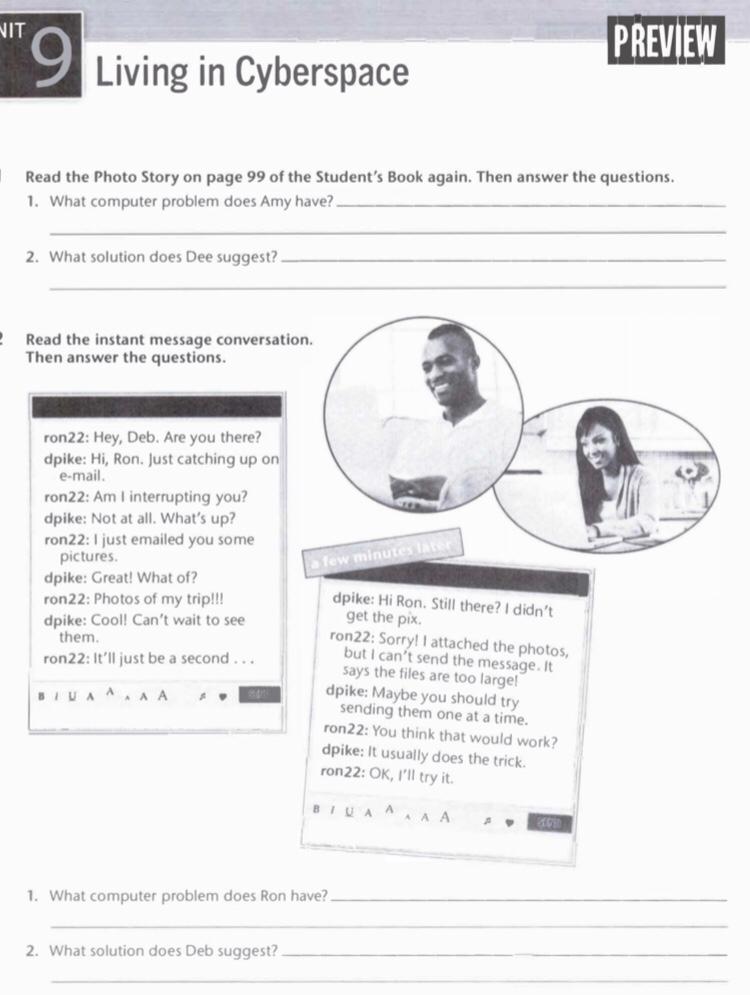 NIT
9
Living in Cyberspace
PREVIEW
Read the Photo Story on page 99 of the Student's Book again. Then answer the questions.
1. What computer problem does Amy have?
2. What solution does Dee suggest?
2
Read the instant message conversation.
Then answer the questions.
ron22: Hey, Deb. Are you there?
dpike: Hi, Ron. Just catching up on
e-mail.
ron22: Am I interrupting you?
dpike: Not at all. What's up?
ron22: I just emailed you some
pictures.
dpike: Great! What of?
ron22: Photos of my trip!!!
dpike: Cool! Can't wait to see
them.
ron22: It'll just be a second . . .
B I U A A A A A
a few minutes later
dpike: Hi Ron. Still there? I didn't
get the pix.
ron22: Sorry! I attached the photos,
but I can't send the message. It
says the files are too large!
dpike: Maybe you should try
sending them one at a time.
ron22: You think that would work?
dpike: It usually does the trick.
ron22: OK, I'll try it.
B I U A A A A A
SEND
1. What computer problem does Ron have?
2. What solution does Deb suggest?